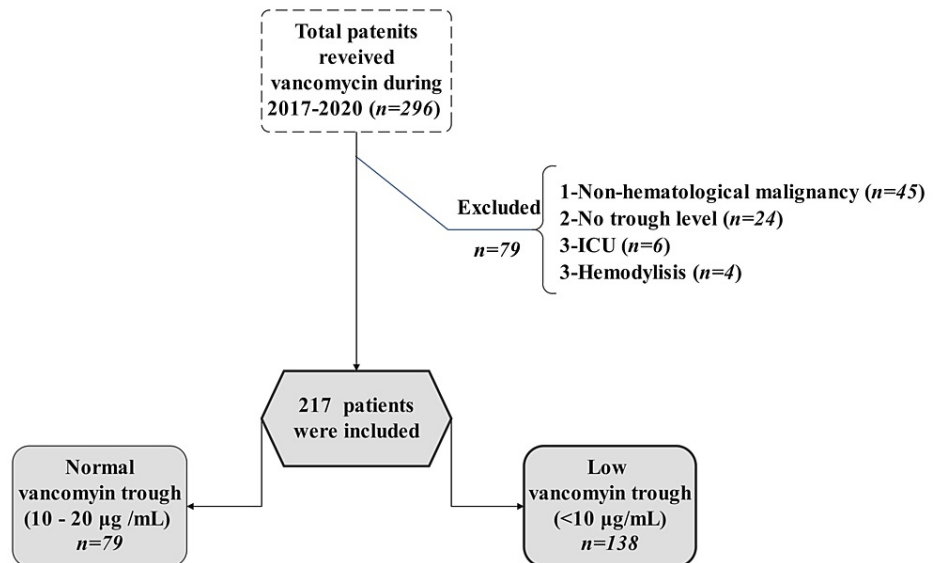 Total patenits
reveived
vancomycin during
2017-2020 (n=296)
Excluded
n=79
1-Non-hematological malignancy (n=45)
2-No trough level (n=24)
3-ICU (n=6)
3-Hemodylisis (n=4)
217 patients
were included
Normal
vancomyin trough
(10 - 20 µg /mL)
n=79
Low
vancomyin trough
(<10 µg/mL)
n=138